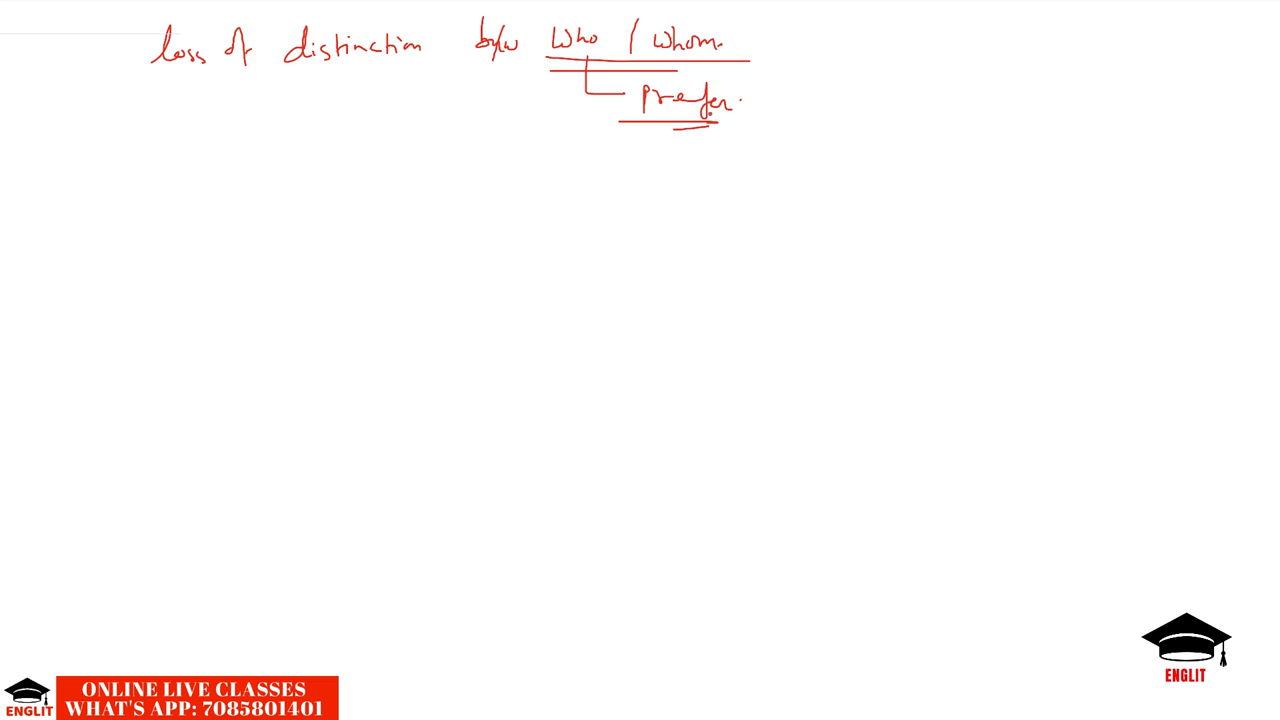 loss of distinction b/w who / whom.
prefer.
ONLINE LIVE CLASSES
WHAT'S APP: 7085801401
ENGLIT
ENGLIT